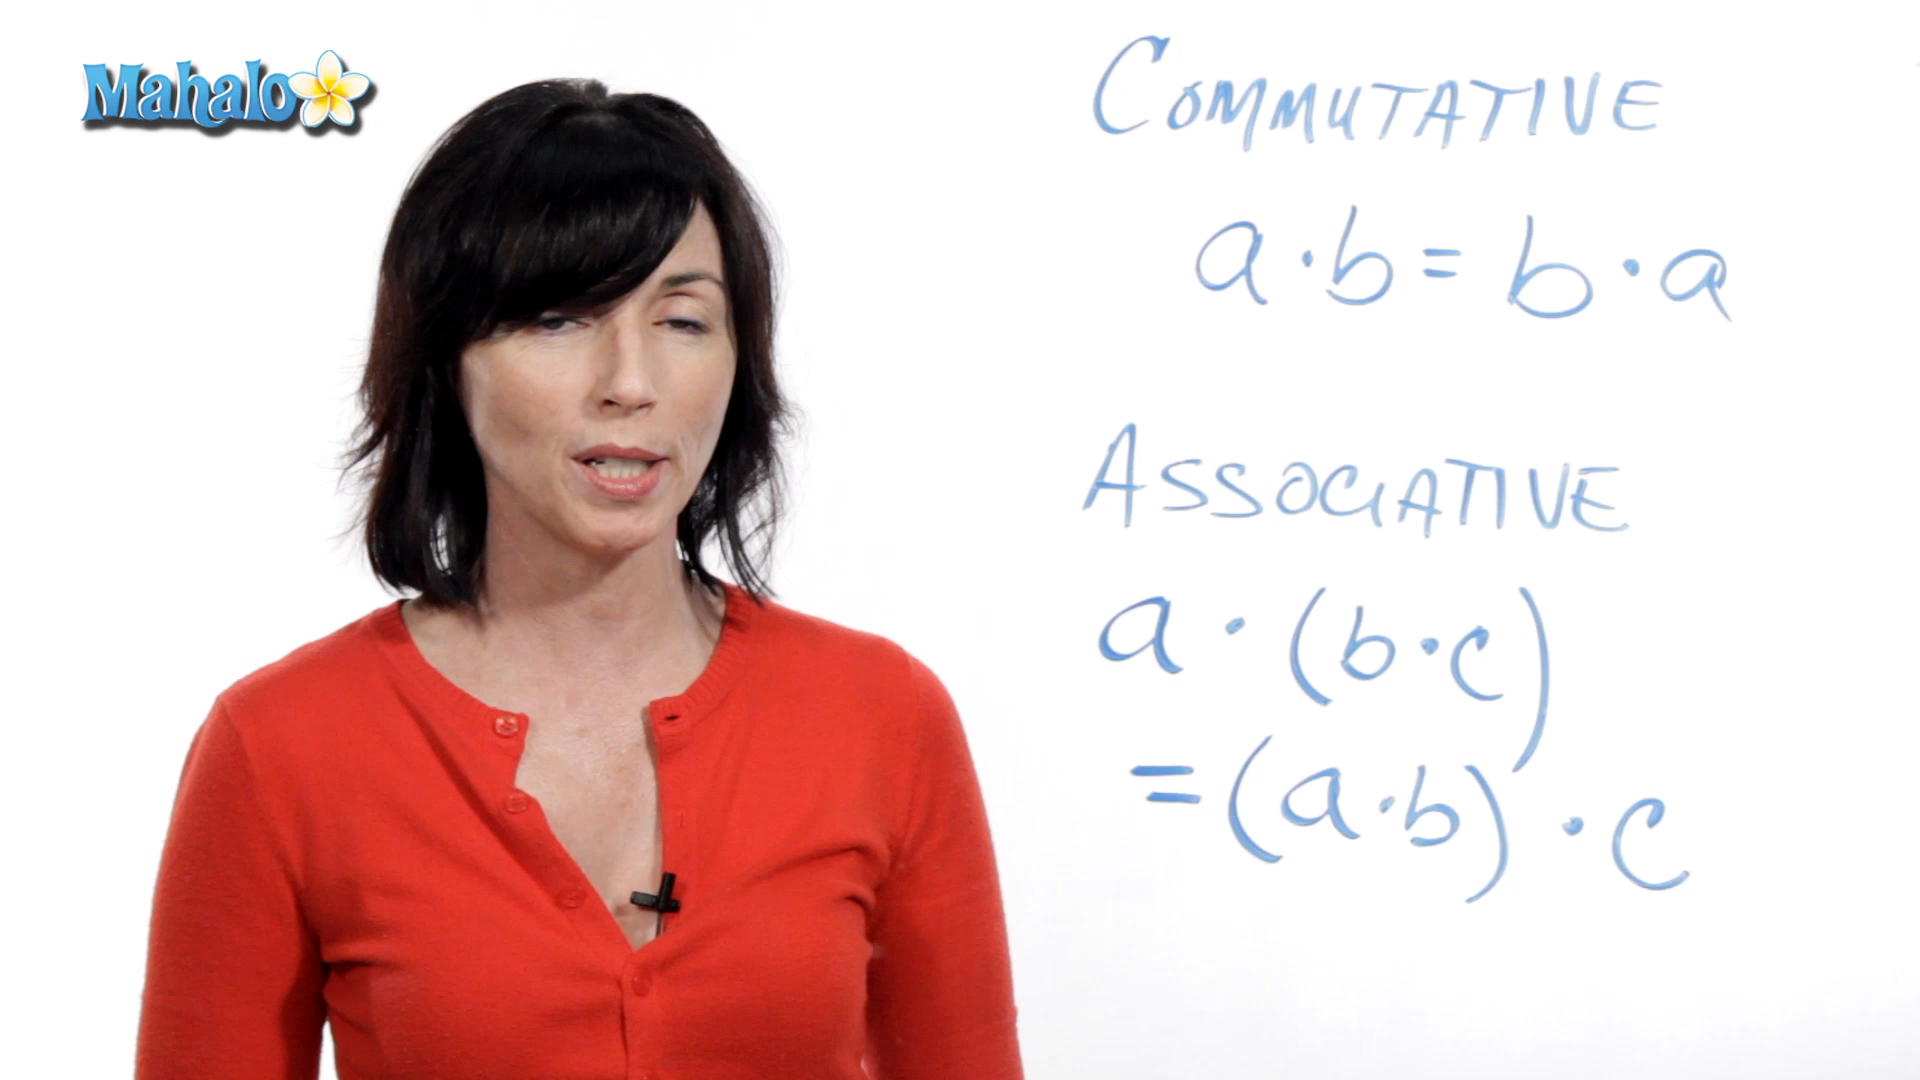 Mahalo
COMMUTATIVE
a·b = b·a
ASSOCIATIVE
a·(b·c)
=(a·b)·c